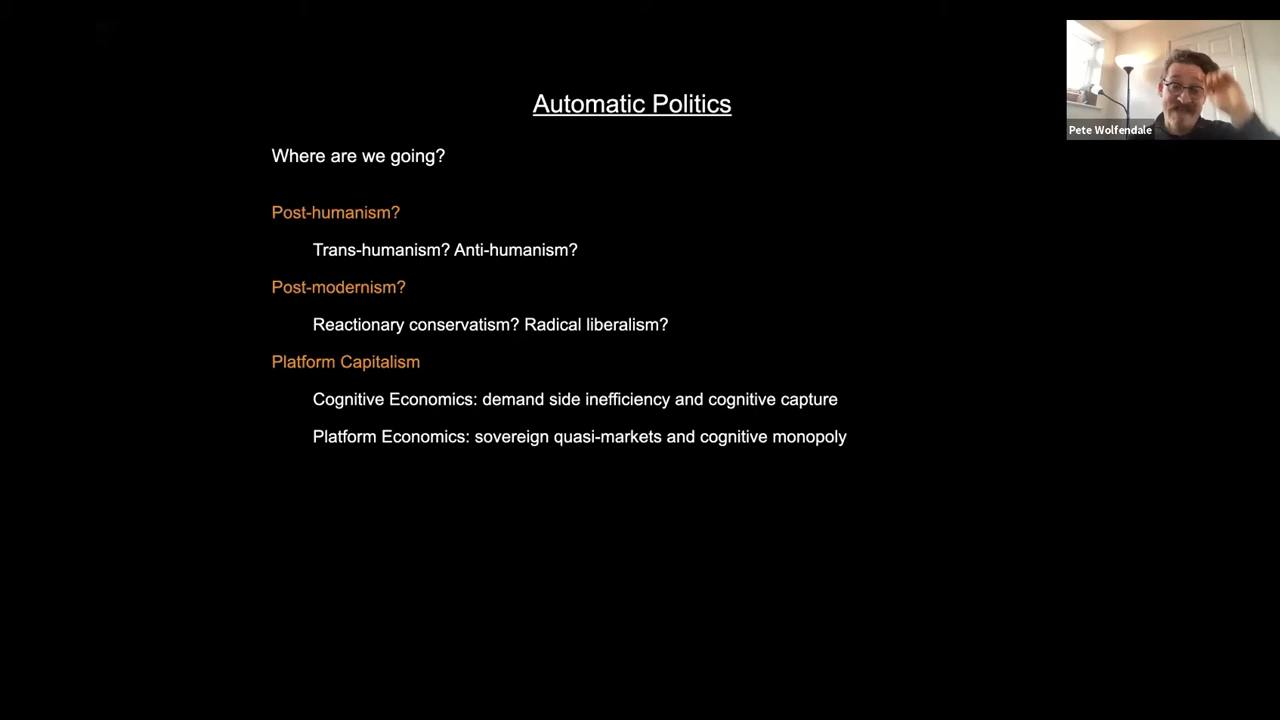 Automatic Politics
Pete Wolfendale
Where are we going?
Post-humanism?
Trans-humanism? Anti-humanism?
Post-modernism?
Reactionary conservatism? Radical liberalism?
Platform Capitalism
Cognitive Economics: demand side inefficiency and cognitive capture
Platform Economics: sovereign quasi-markets and cognitive monopoly